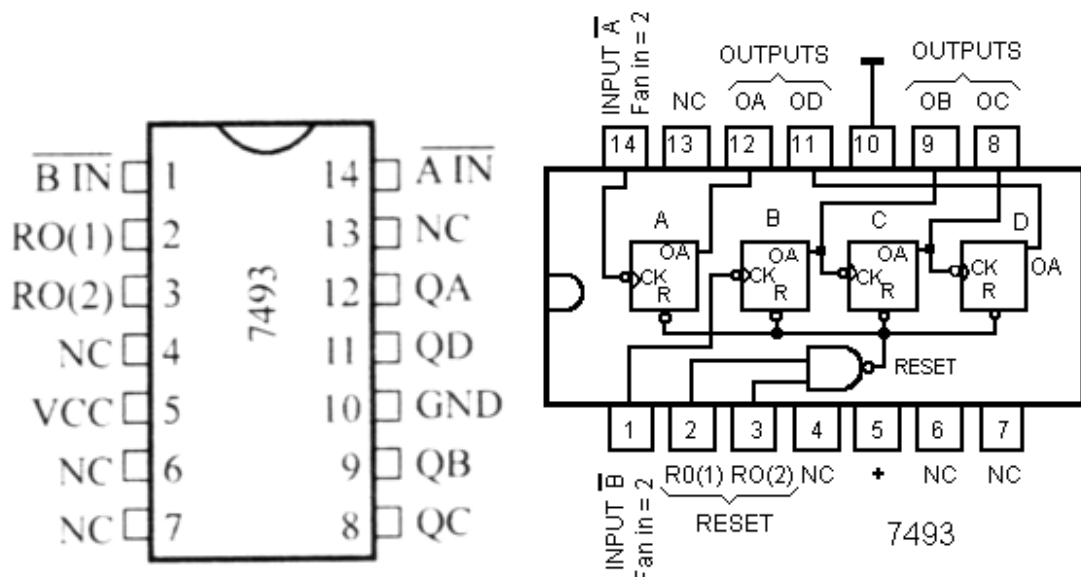 B IN 1 14 A IN
RO(1) 2 13 NC
RO(2) 3 12 QA
NC 4 11 QD
VCC 5 10 GND
NC 6 9 QB
NC 7 8 QC
7493
INPUT A
Fan in = 2
OUTPUTS OUTPUTS
NC OA OD OB OC
14 13 12 11 10 9 8
A B C D
OA OA OA OA
CK CK CK CK
R R R R
RESET
1 2 3 4 5 6 7
R0(1) RO(2) NC + NC NC
RESET
INPUT B
Fan in = 2
7493